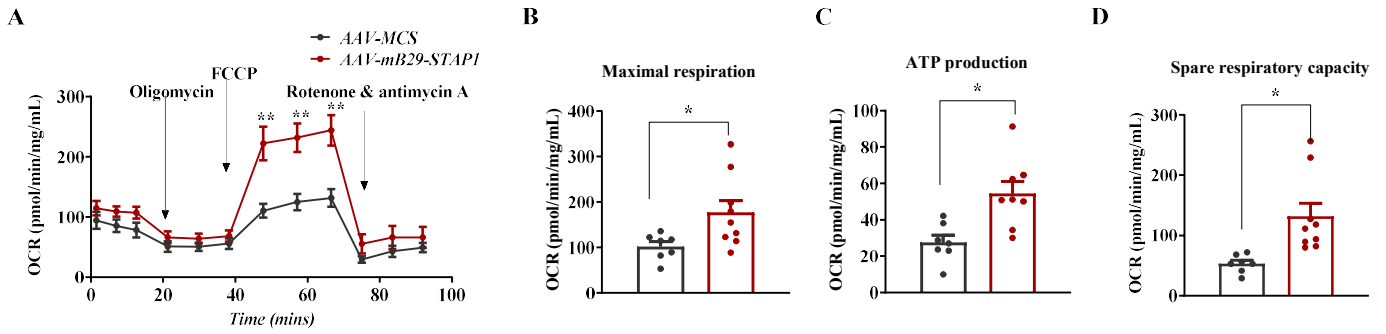 A
AAV-MCS
AAV-mB29-STAP1
FCCP
Oligomycin
Rotenone & antimycin A
** ** **
OCR (pmol/min/mg/mL)
300
200
100
0
0 20 40 60 80 100
Time (mins)
B
Maximal respiration
*
OCR (pmol/min/mg/mL)
400
300
200
100
0
C
ATP production
*
OCR (pmol/min/mg/mL)
100
80
60
40
20
0
D
Spare respiratory capacity
*
OCR (pmol/min/mg/mL)
300
200
100
0